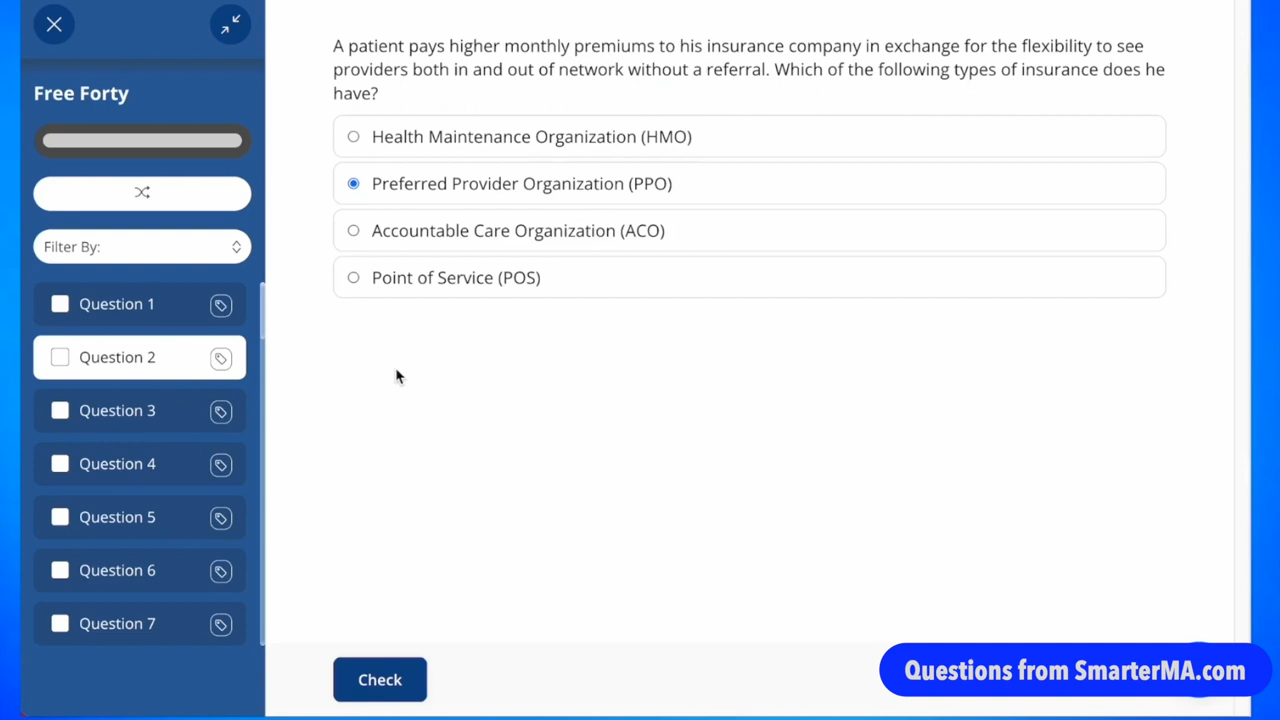 Free Forty
Filter By:
Question 1
Question 2
Question 3
Question 4
Question 5
Question 6
Question 7
A patient pays higher monthly premiums to his insurance company in exchange for the flexibility to see
providers both in and out of network without a referral. Which of the following types of insurance does he
have?
Health Maintenance Organization (HMO)
Preferred Provider Organization (PPO)
Accountable Care Organization (ACO)
Point of Service (POS)
Check
Questions from SmarterMA.com